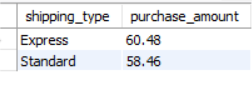 shipping_type purchase_amount
Express 60.48
Standard 58.46